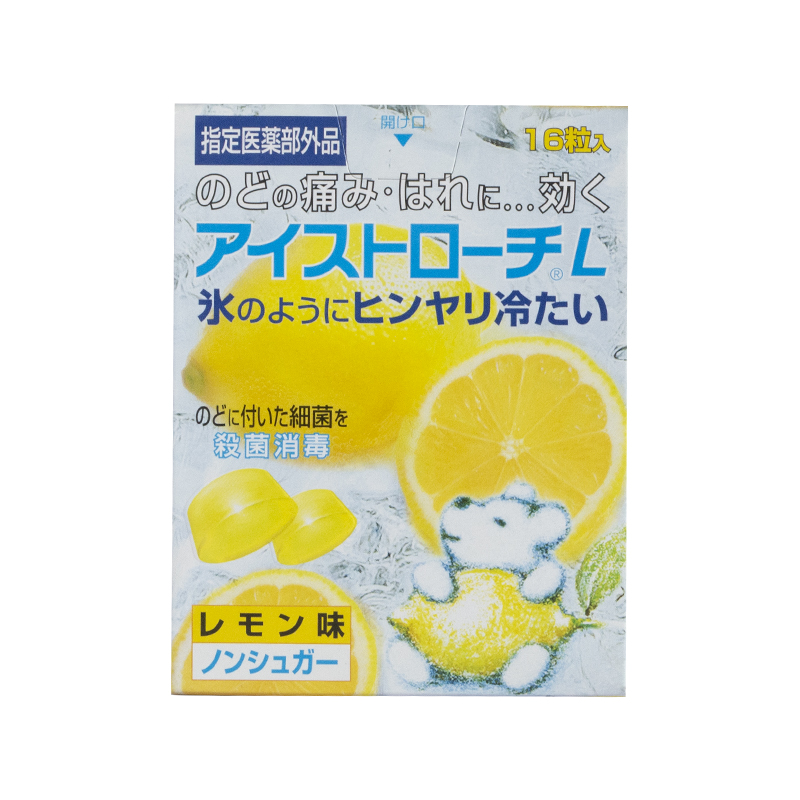 指定医薬部外品
開け口
16粒入
のどの痛み・はれに…効く
アイストローチ®L
氷のようにヒンヤリ冷たい
のどに付いた細菌を
殺菌消毒
レモン味
ノンシュガー